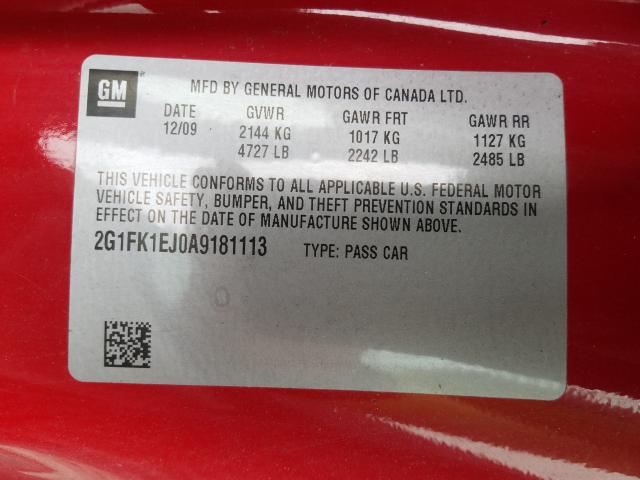 GM
MFD BY GENERAL MOTORS OF CANADA LTD.
DATE GVWR GAWR FRT GAWR RR
12/09 2144 KG 1017 KG 1127 KG
4727 LB 2242 LB 2485 LB
THIS VEHICLE CONFORMS TO ALL APPLICABLE U.S. FEDERAL MOTOR
VEHICLE SAFETY, BUMPER, AND THEFT PREVENTION STANDARDS IN
EFFECT ON THE DATE OF MANUFACTURE SHOWN ABOVE.
2G1FK1EJ0A9181113 TYPE: PASS CAR